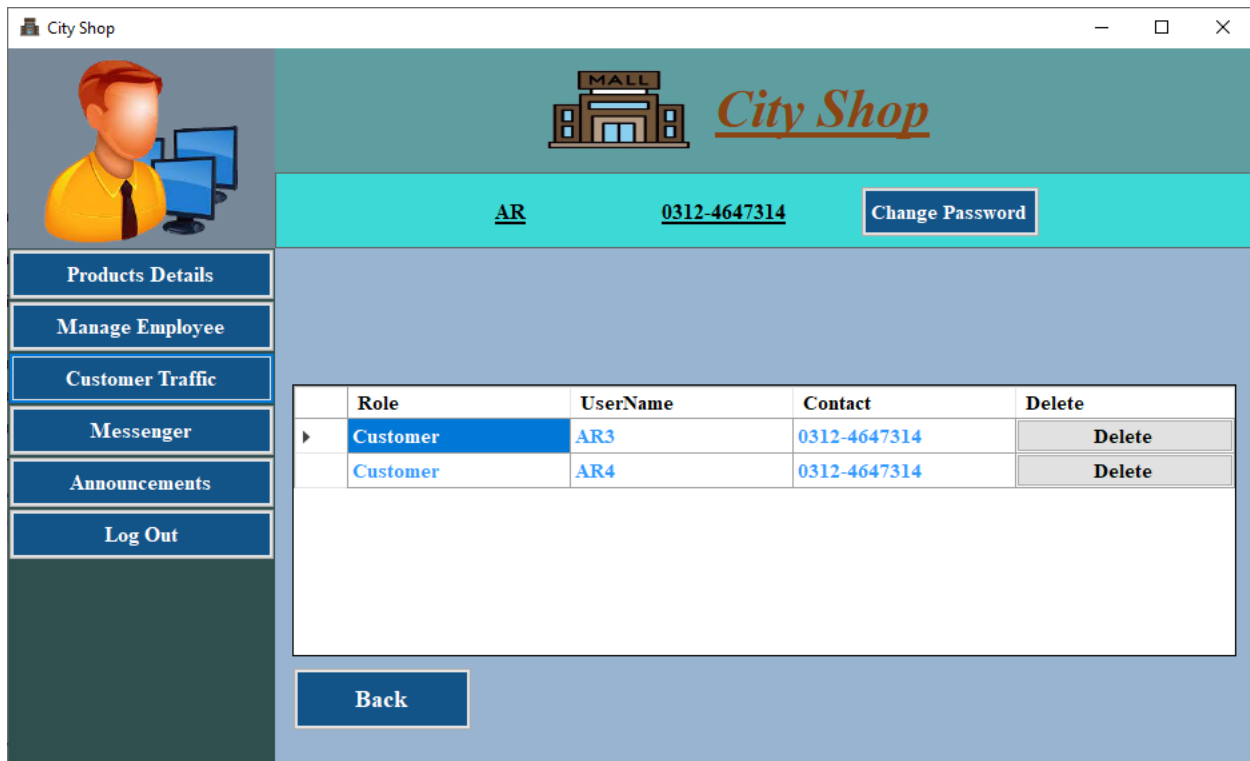 City Shop
MALL
City Shop
AR 0312-4647314 Change Password
Products Details
Manage Employee
Customer Traffic
Messenger
Announcements
Log Out
Role UserName Contact Delete
Customer AR3 0312-4647314 Delete
Customer AR4 0312-4647314 Delete
Back